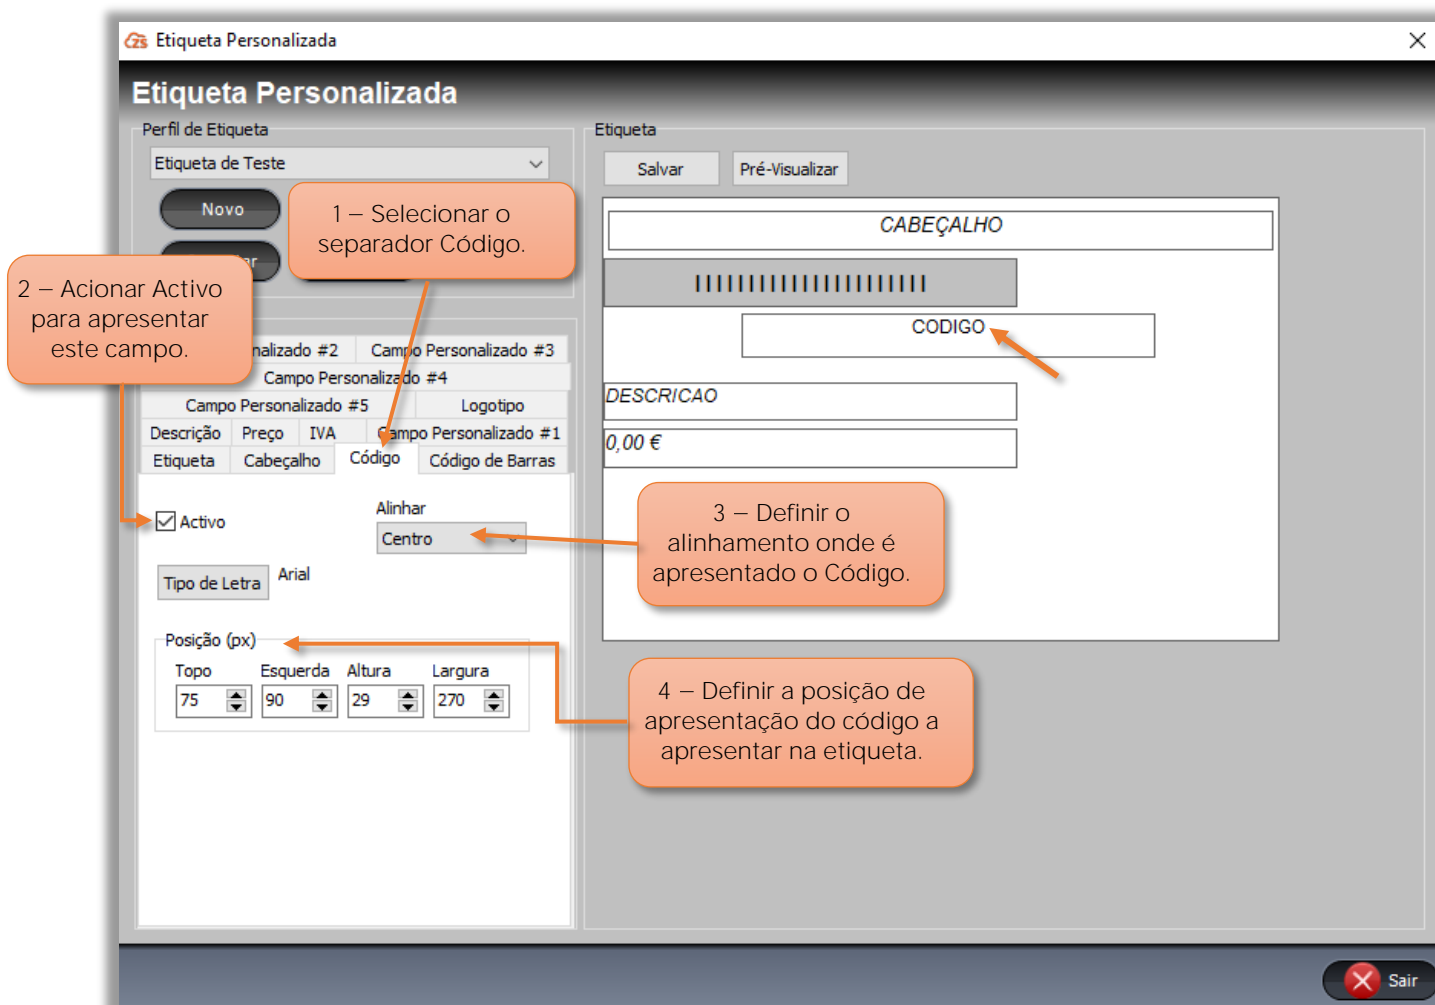 Etiqueta Personalizada
Etiqueta Personalizada
Perfil de Etiqueta
Etiqueta de Teste
Novo
1 – Selecionar o
separador Código.
2 – Acionar Activo
para apresentar
este campo.
nalizado #2
Campo Personalizado #3
Campo Personalizado #4
Campo Personalizado #5
Logotipo
Descrição
Preço
IVA
Campo Personalizado #1
Etiqueta
Cabeçalho
Código
Código de Barras
Activo
Alinhar
Centro
Tipo de Letra
Arial
Posição (px)
Topo
Esquerda
Altura
Largura
75
90
29
270
Etiqueta
Salvar
Pré-Visualizar
CABEÇALHO
CODIGO
DESCRICAO
0,00 €
3 – Definir o
alinhamento onde é
apresentado o Código.
4 – Definir a posição de
apresentação do código a
apresentar na etiqueta.
Sair